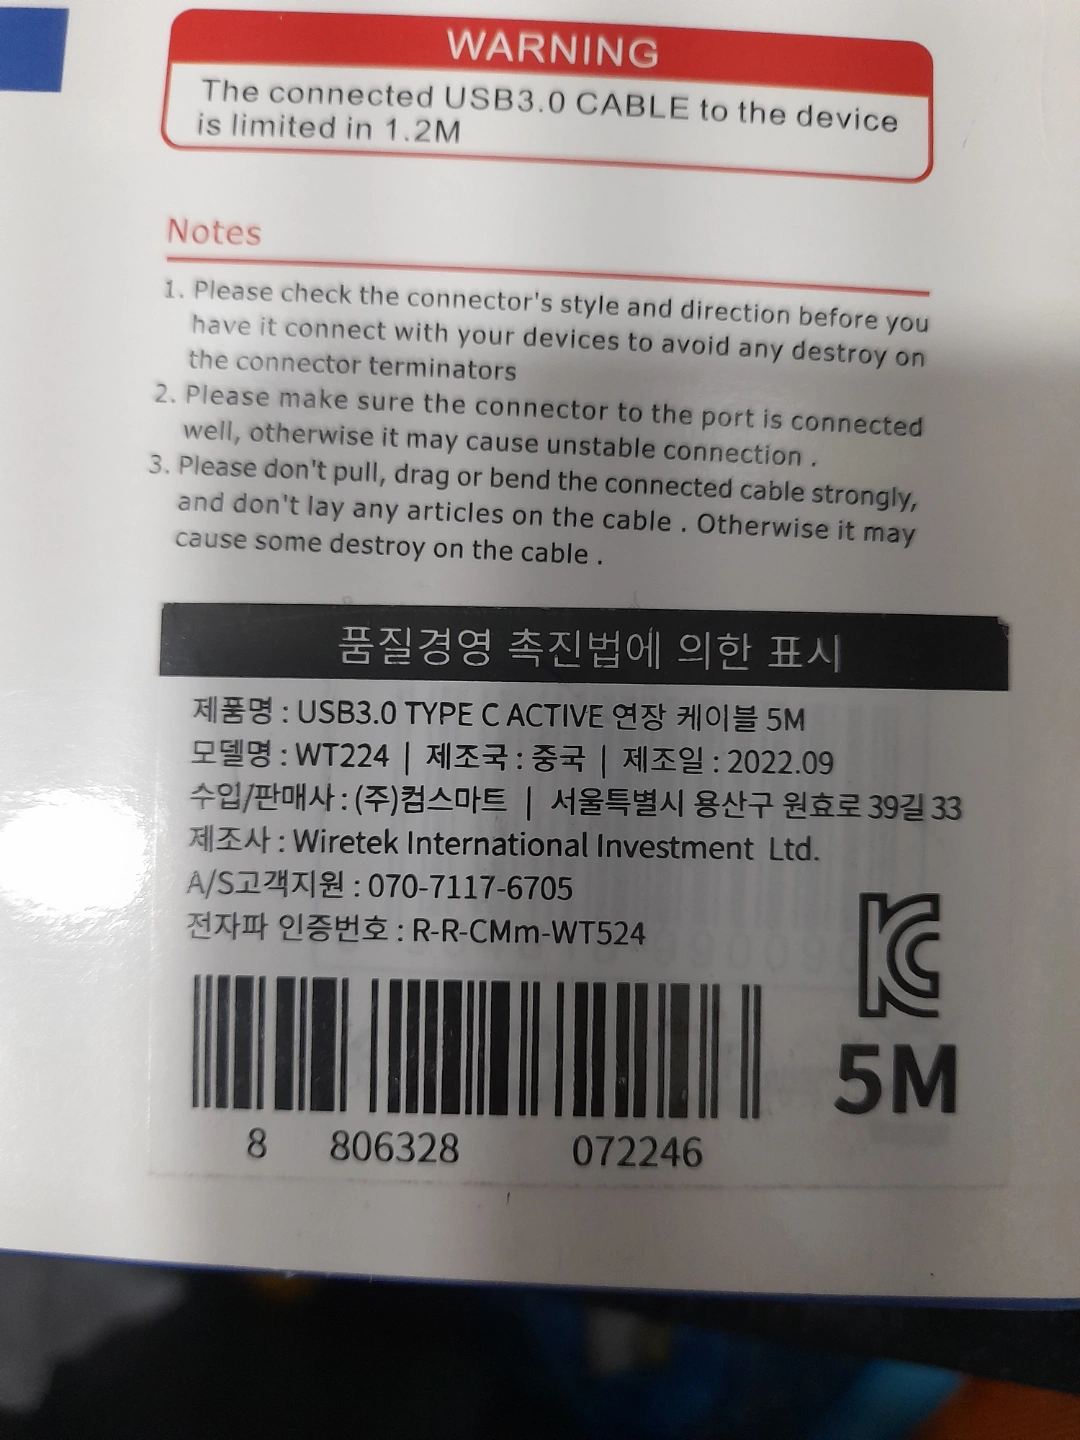 WARNING
The connected USB3.0 CABLE to the device
is limited in 1.2M
Notes
1. Please check the connector's style and direction before you
have it connect with your devices to avoid any destroy on
the connector terminators
2. Please make sure the connector to the port is connected
well, otherwise it may cause unstable connection .
3. Please don't pull, drag or bend the connected cable strongly,
and don't lay any articles on the cable . Otherwise it may
cause some destroy on the cable .
품질경영 촉진법에 의한 표시
제품명 : USB3.0 TYPE C ACTIVE 연장 케이블 5M
모델명 : WT224 | 제조국 : 중국 | 제조일 : 2022.09
수입/판매사 : (주)컴스마트 | 서울특별시 용산구 원효로 39길 33
제조사 : Wiretek International Investment Ltd.
A/S고객지원 : 070-7117-6705
전자파 인증번호 : R-R-CMm-WT524
KC
5M
8 806328 072246